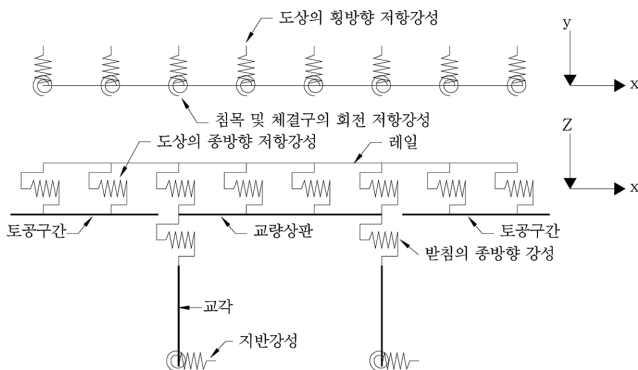 도상의 횡방향 저항강성
y
x
침목 및 체결구의 회전 저항강성
도상의 종방향 저항강성
레일
Z
x
토공구간
교량상판
토공구간
받침의 종방향 강성
교각
지반강성